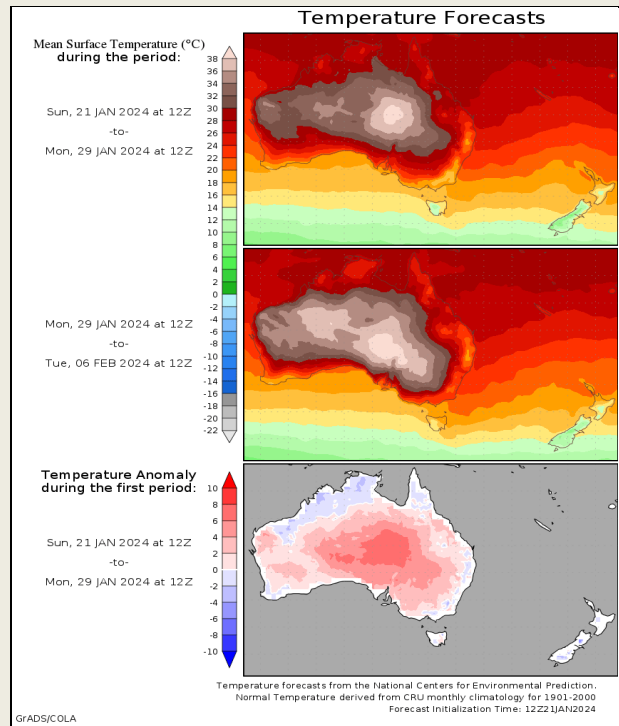 Temperature Forecasts
Mean Surface Temperature (°C)
during the period:
Sun, 21 JAN 2024 at 12Z
-to-
Mon, 29 JAN 2024 at 12Z
38
36
34
32
30
28
26
24
22
20
18
16
14
12
10
8
6
4
2
0
-2
-4
-6
-8
-10
-12
-14
-16
-18
-20
-22
Mon, 29 JAN 2024 at 12Z
-to-
Tue, 06 FEB 2024 at 12Z
Temperature Anomaly
during the first period:
Sun, 21 JAN 2024 at 12Z
-to-
Mon, 29 JAN 2024 at 12Z
10
8
6
4
2
0
-2
-4
-6
-8
-10
Temperature forecasts from the National Centers for Environmental Prediction.
Normal Temperature derived from CRU monthly climatology for 1901-2000
Forecast Initialization Time: 12Z21JAN2024
GrADS/COLA